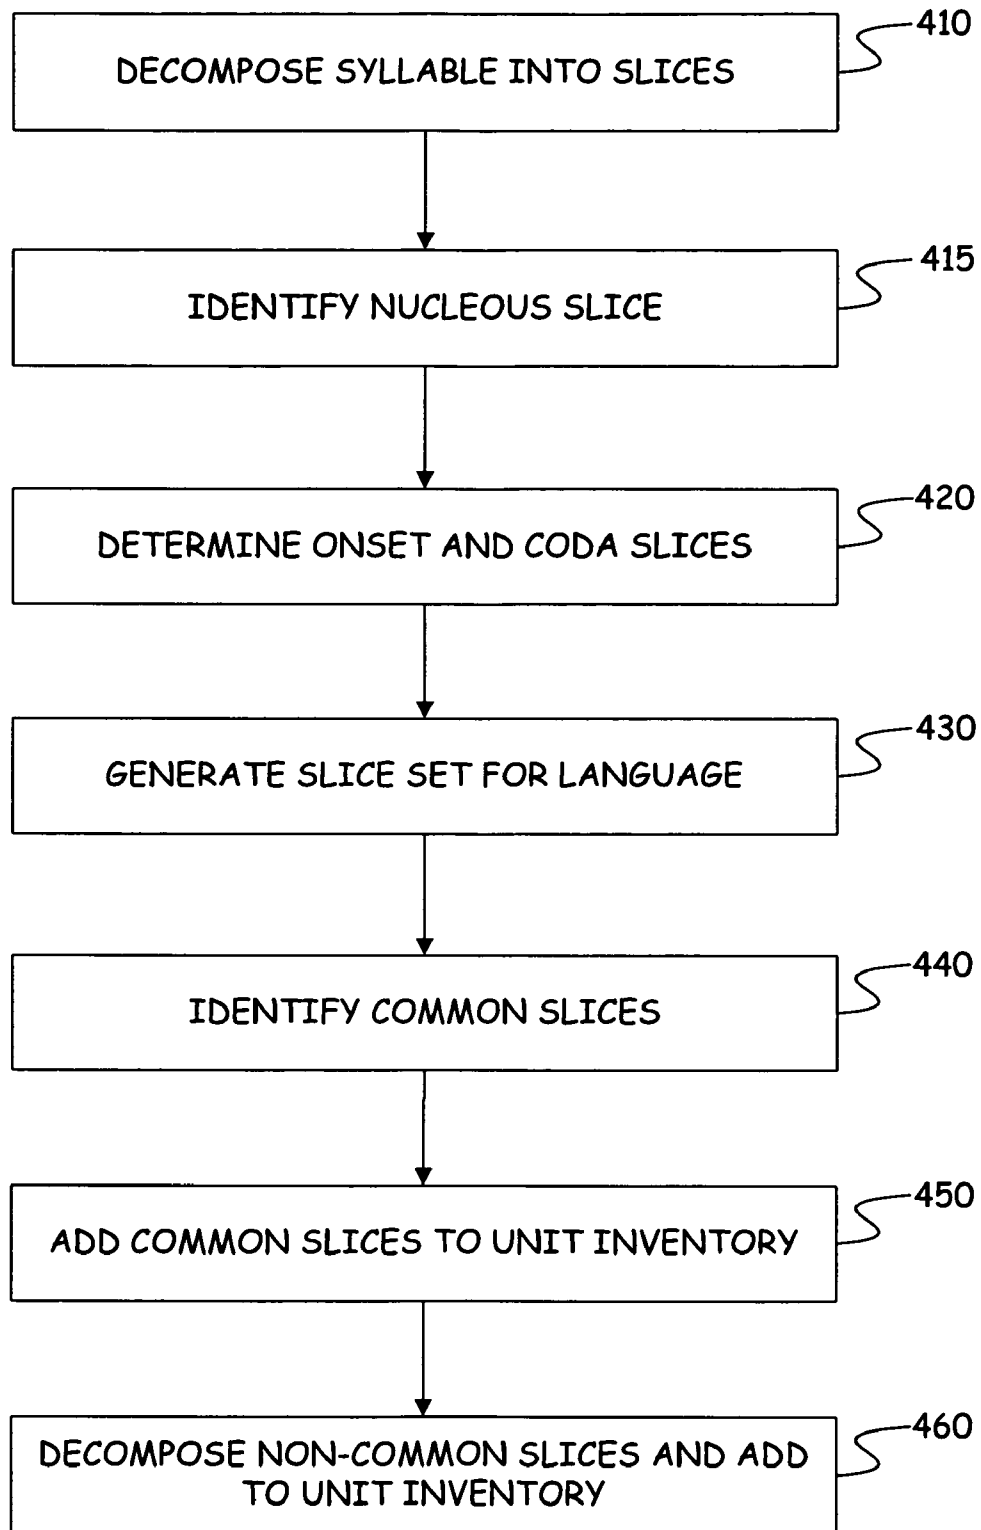 410
DECOMPOSE SYLLABLE INTO SLICES
415
IDENTIFY NUCLEOUS SLICE
420
DETERMINE ONSET AND CODA SLICES
430
GENERATE SLICE SET FOR LANGUAGE
440
IDENTIFY COMMON SLICES
450
ADD COMMON SLICES TO UNIT INVENTORY
460
DECOMPOSE NON-COMMON SLICES AND ADD
TO UNIT INVENTORY